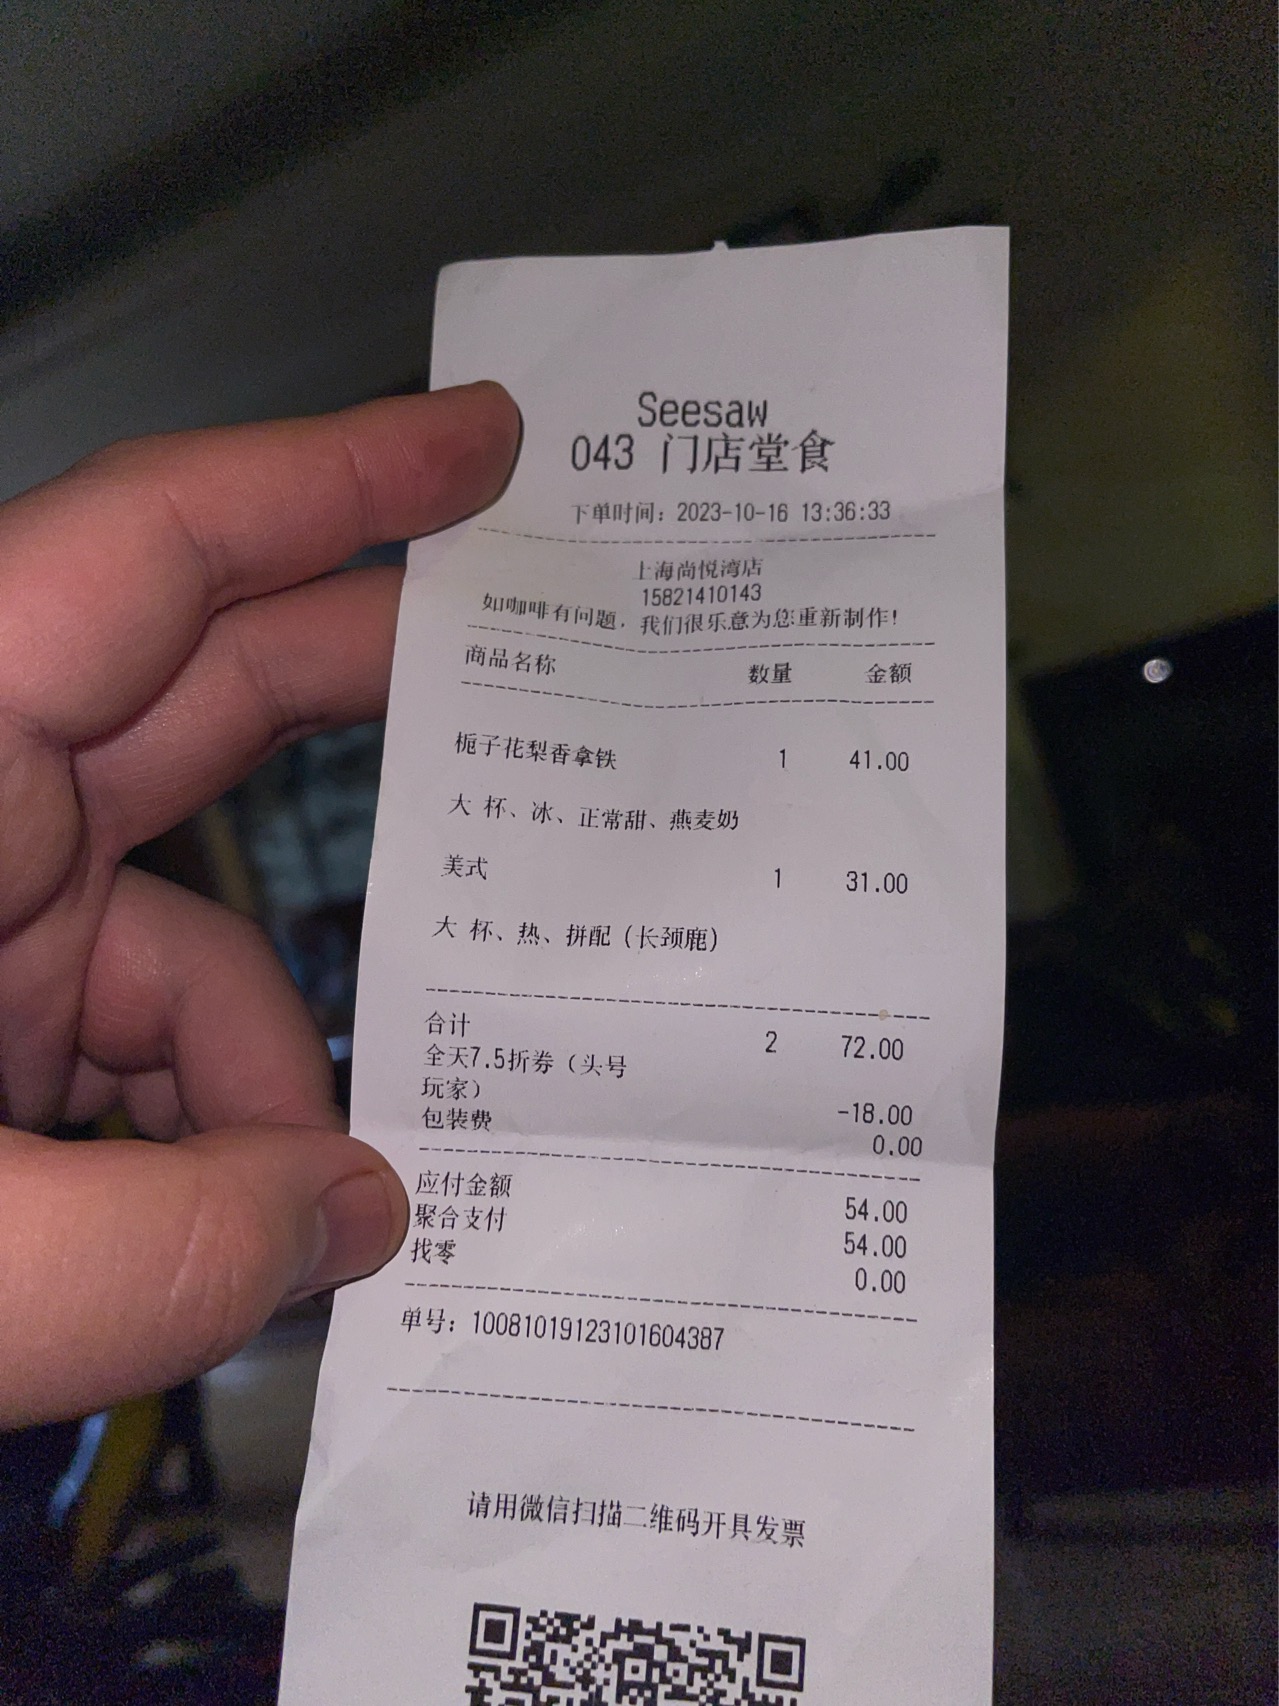 Seesaw
043 门店堂食
下单时间：2023-10-16 13:36:33
上海尚悦湾店
15821410143
如咖啡有问题，我们很乐意为您重新制作！
商品名称 数量 金额
栀子花梨香拿铁 1 41.00
大 杯、冰、正常甜、燕麦奶
美式 1 31.00
大 杯、热、拼配（长颈鹿）
合计 2 72.00
全天7.5折券（头号
玩家） -18.00
包装费 0.00
应付金额 54.00
聚合支付 54.00
找零 0.00
单号：10081019123101604387
请用微信扫描二维码开具发票